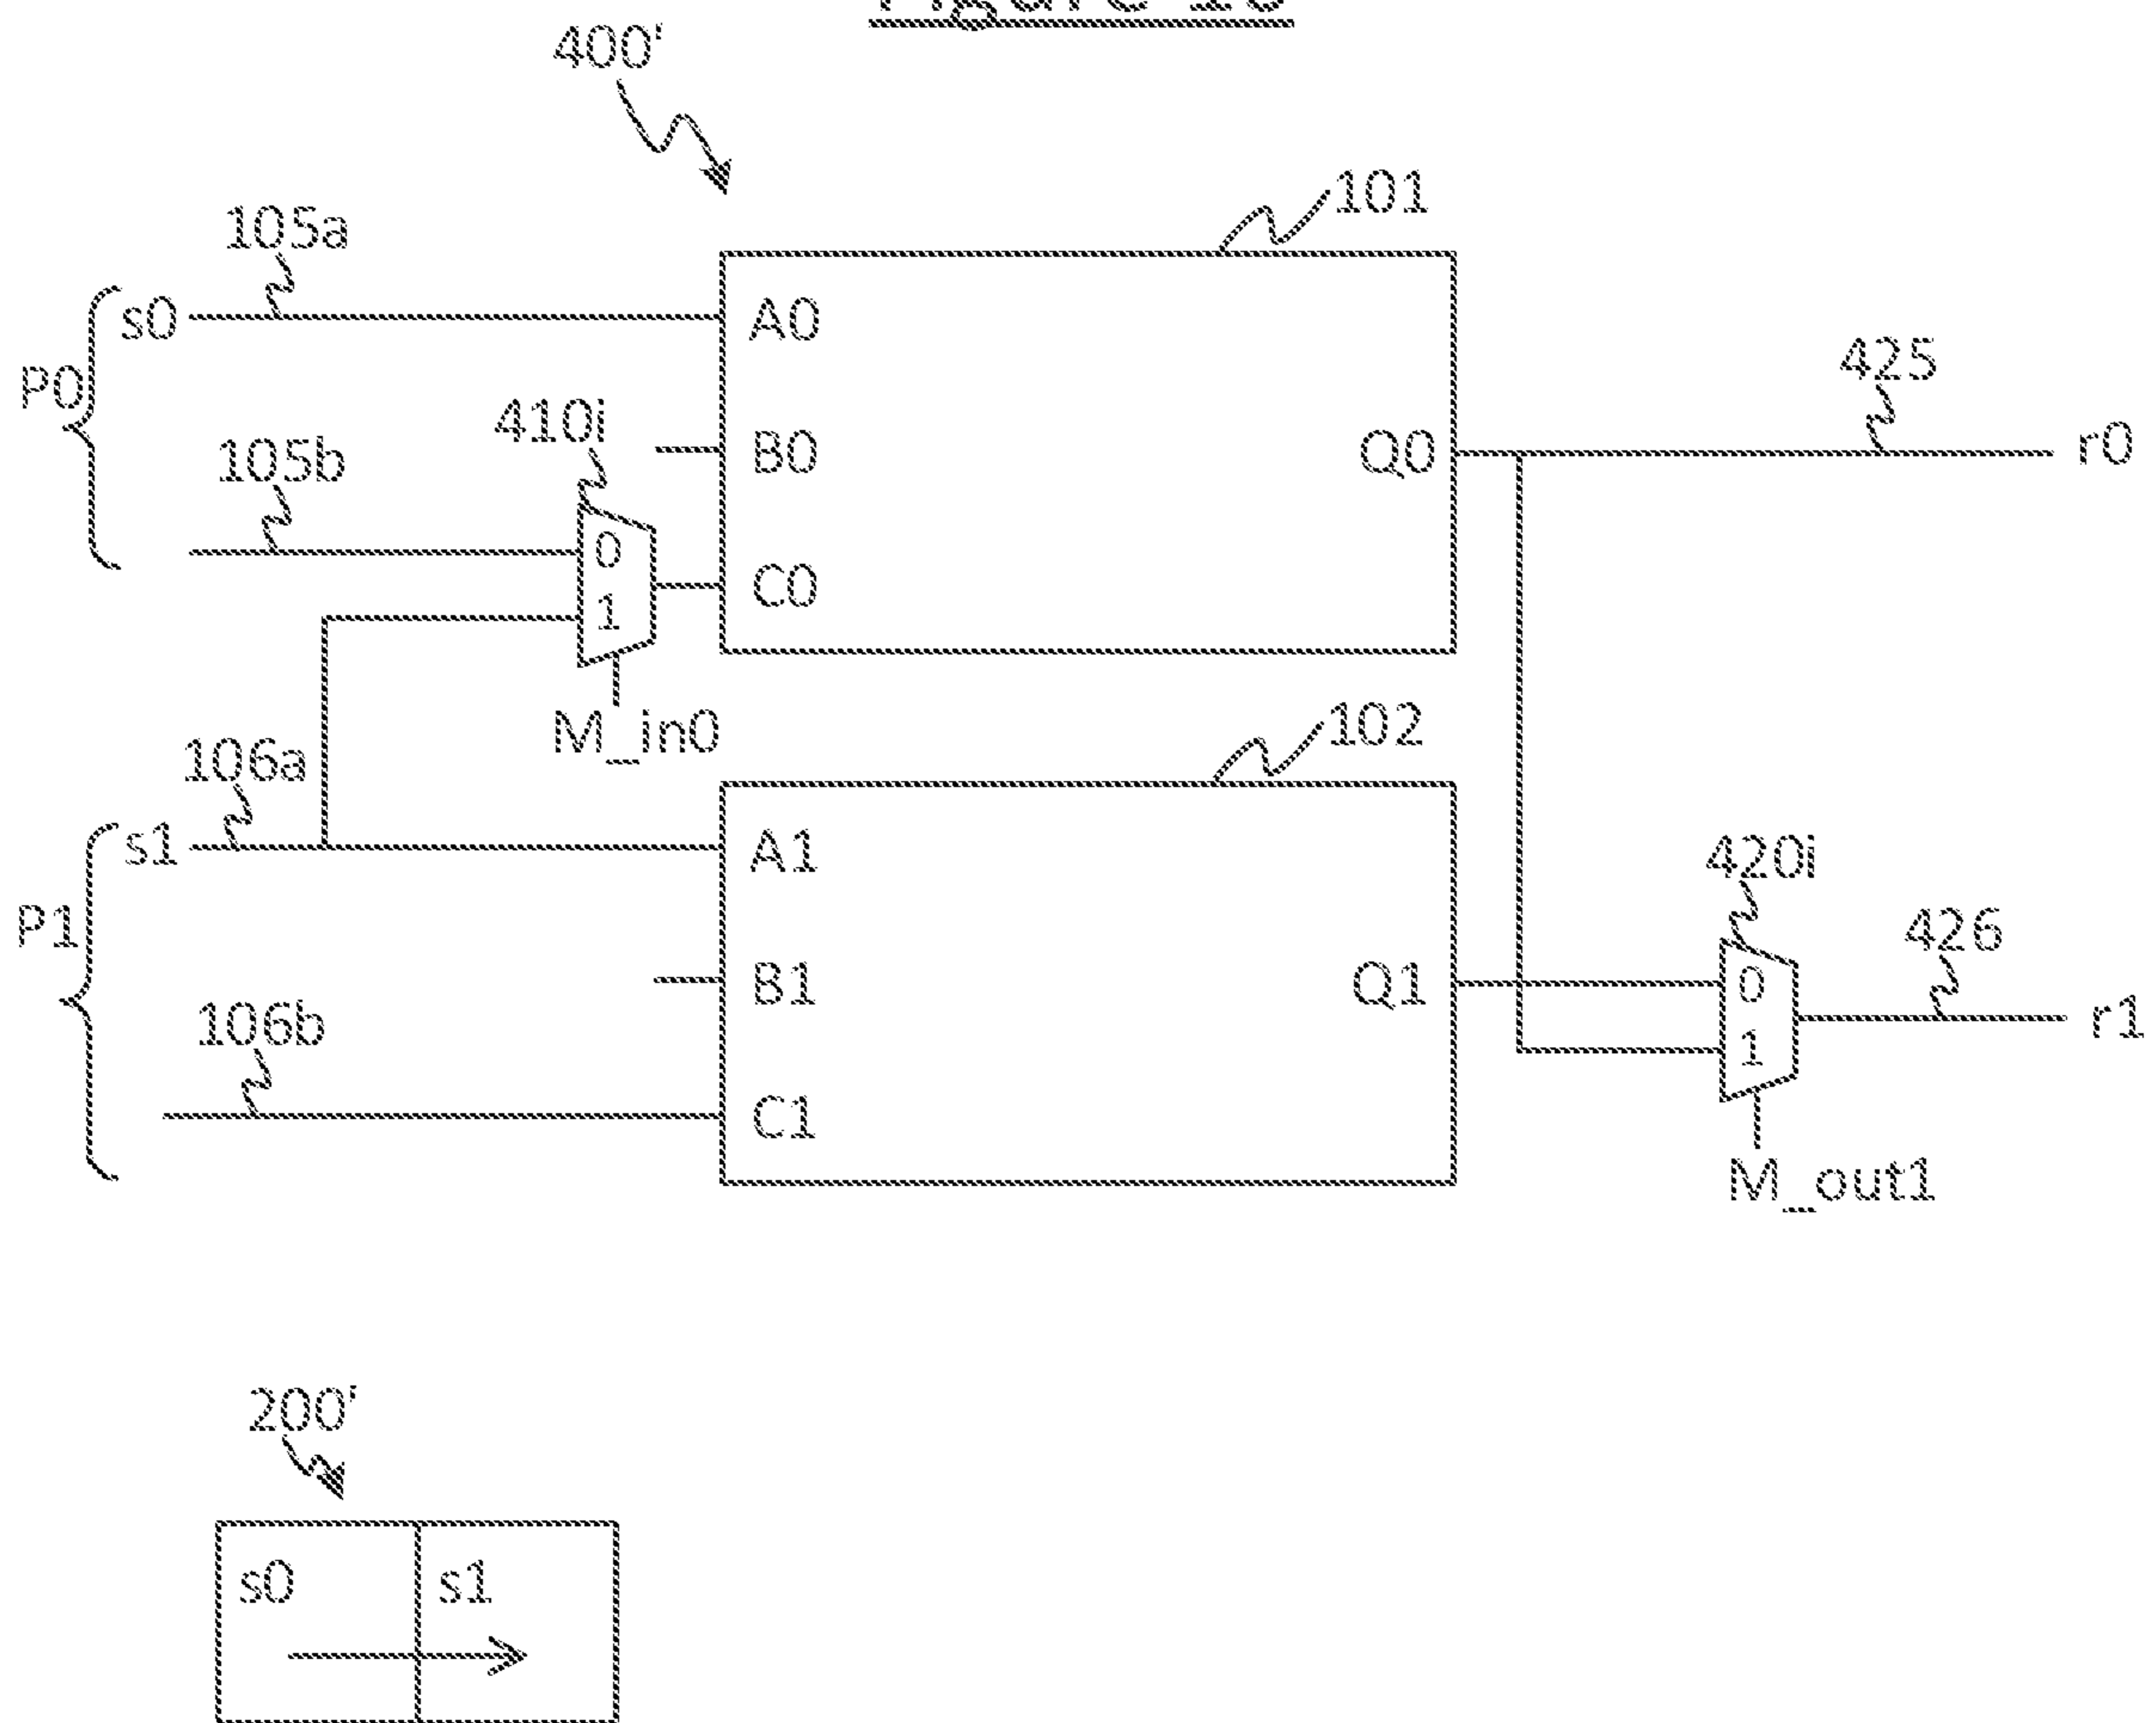 400'
101
105a
s0
A0
P0
425
410i
105b
B0
Q0
r0
0
C0
1
M_in0
102
106a
s1
A1
420i
P1
426
B1
Q1
0
106b
r1
1
C1
M_out1
200'
s0 s1